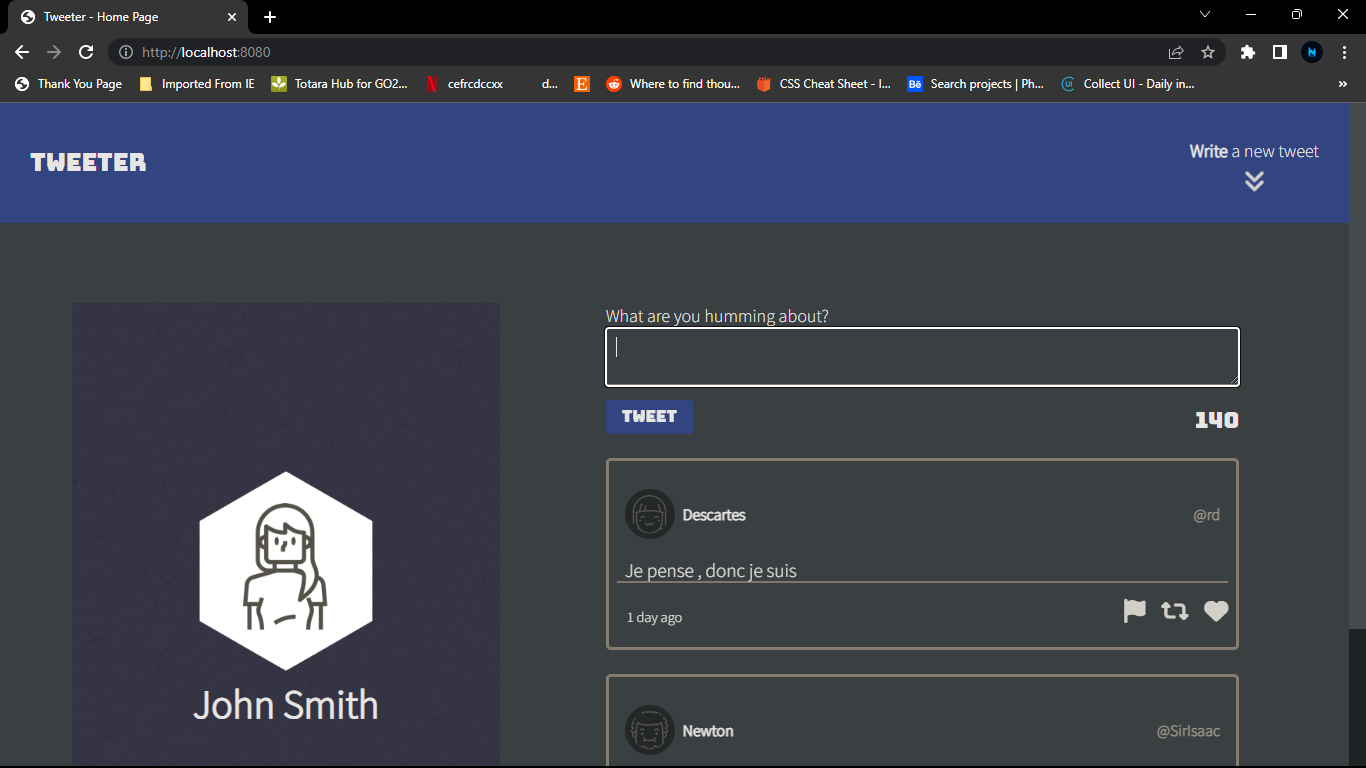 Tweeter - Home Page
http://localhost:8080
Thank You Page
Imported From IE
Totara Hub for GO2...
cefrcdccxx
d...
Where to find thou...
CSS Cheat Sheet - I...
Search projects | Ph...
Collect UI - Daily in...
TWEETER
Write a new tweet
What are you humming about?
TWEET
140
Descartes
@rd
Je pense , donc je suis
1 day ago
Newton
@SirIsaac
John Smith